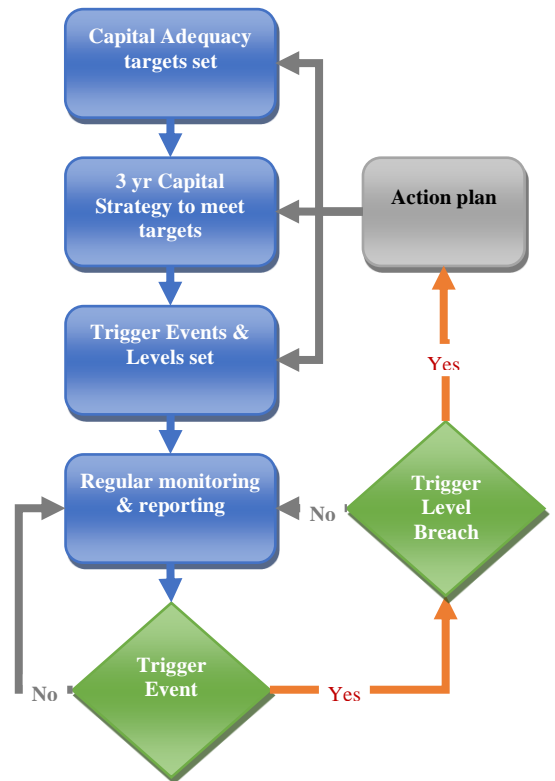 Capital Adequacy
targets set
3 yr Capital
Strategy to meet
targets
Action plan
Trigger Events &
Levels set
Yes
Regular monitoring
& reporting
No
Trigger
Level
Breach
Trigger
Event
No
Yes